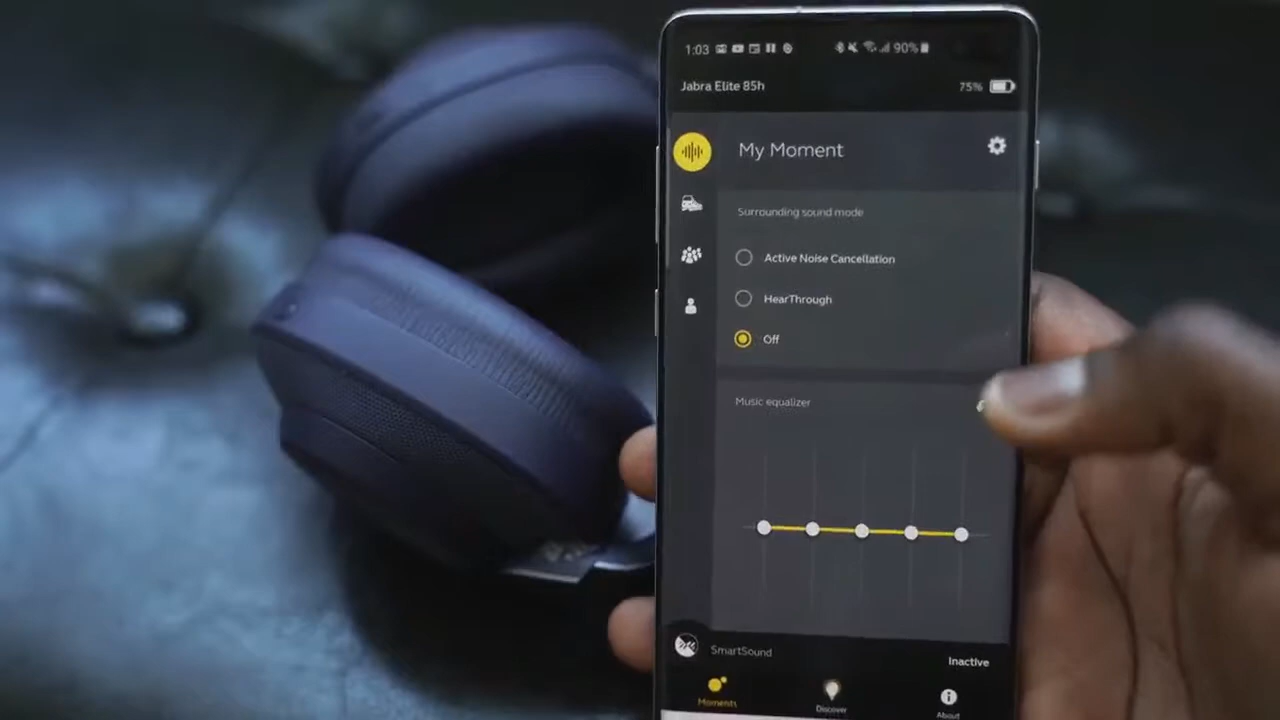 1:03 90%
Jabra Elite 85h 75%
My Moment
Surrounding sound mode
Active Noise Cancellation
HearThrough
Off
Music equalizer
SmartSound Inactive
Moments Discover About